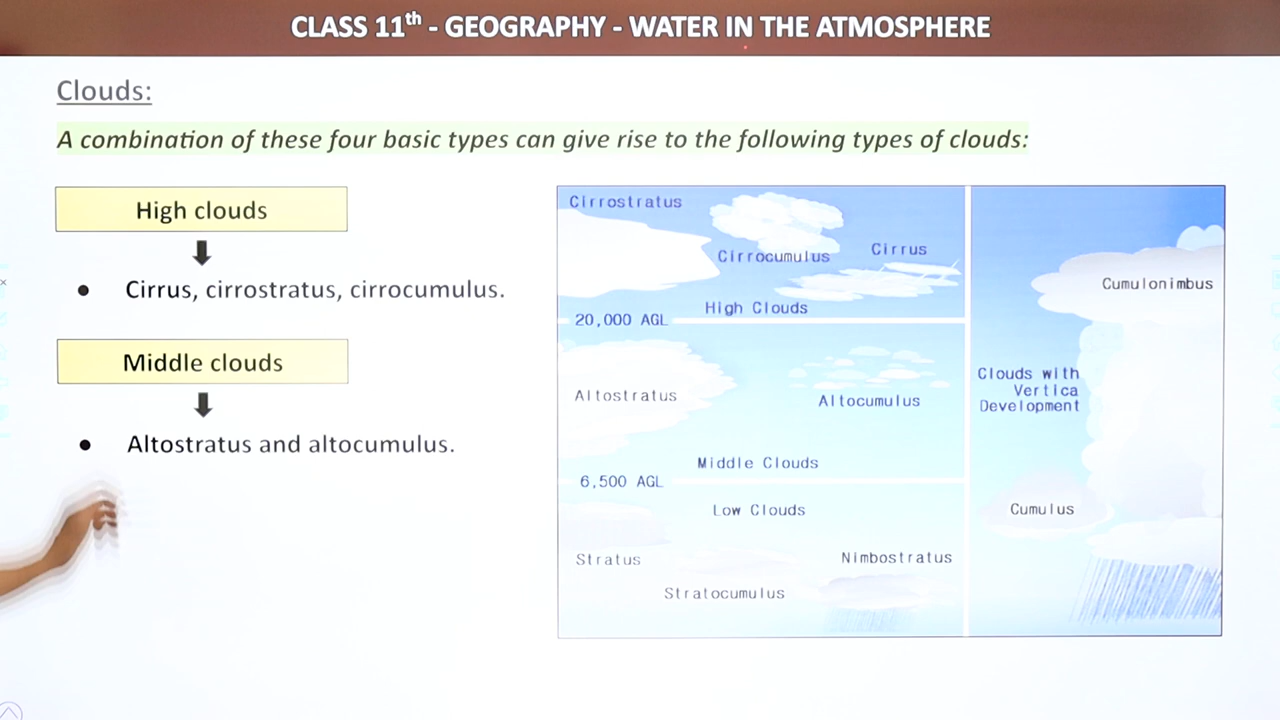 CLASS 11th - GEOGRAPHY - WATER IN THE ATMOSPHERE
Clouds:
A combination of these four basic types can give rise to the following types of clouds:
High clouds
● Cirrus, cirrostratus, cirrocumulus.
Middle clouds
● Altostratus and altocumulus.
Cirrostratus
Cirrocumulus
Cirrus
High Clouds
20,000 AGL
Altostratus
Altocumulus
Middle Clouds
6,500 AGL
Low Clouds
Stratus
Nimbostratus
Stratocumulus
Cumulonimbus
Clouds with
Vertica
Development
Cumulus